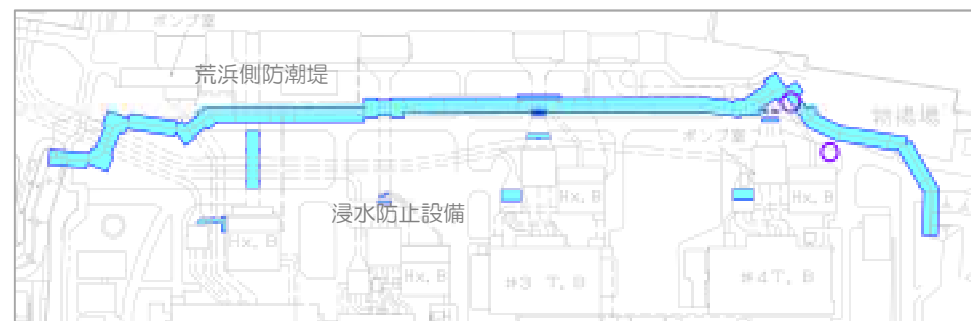 ポンプ室
荒浜側防潮堤
物揚場
ポンプ室
Hx. B
Hx. B
浸水防止設備
Hx. B
Hx. B
#3 T. B
#4 T. B